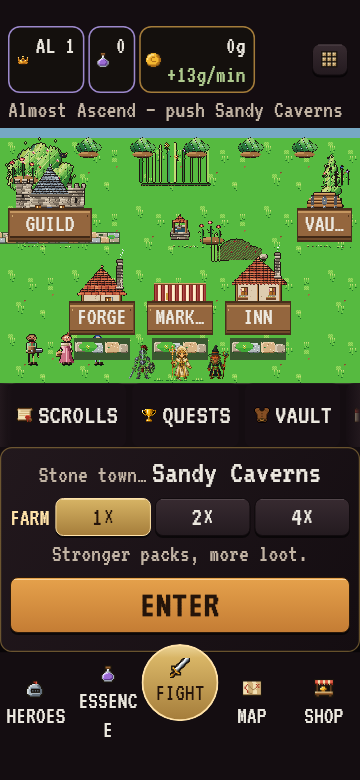 AL 1
0
0g
+13g/min
Almost Ascend - push Sandy Caverns
GUILD
VAU…
FORGE
MARK…
INN
SCROLLS
QUESTS
VAULT
Stone town… Sandy Caverns
FARM
1X
2X
4X
Stronger packs, more loot.
ENTER
HEROES
ESSENC
E
FIGHT
MAP
SHOP